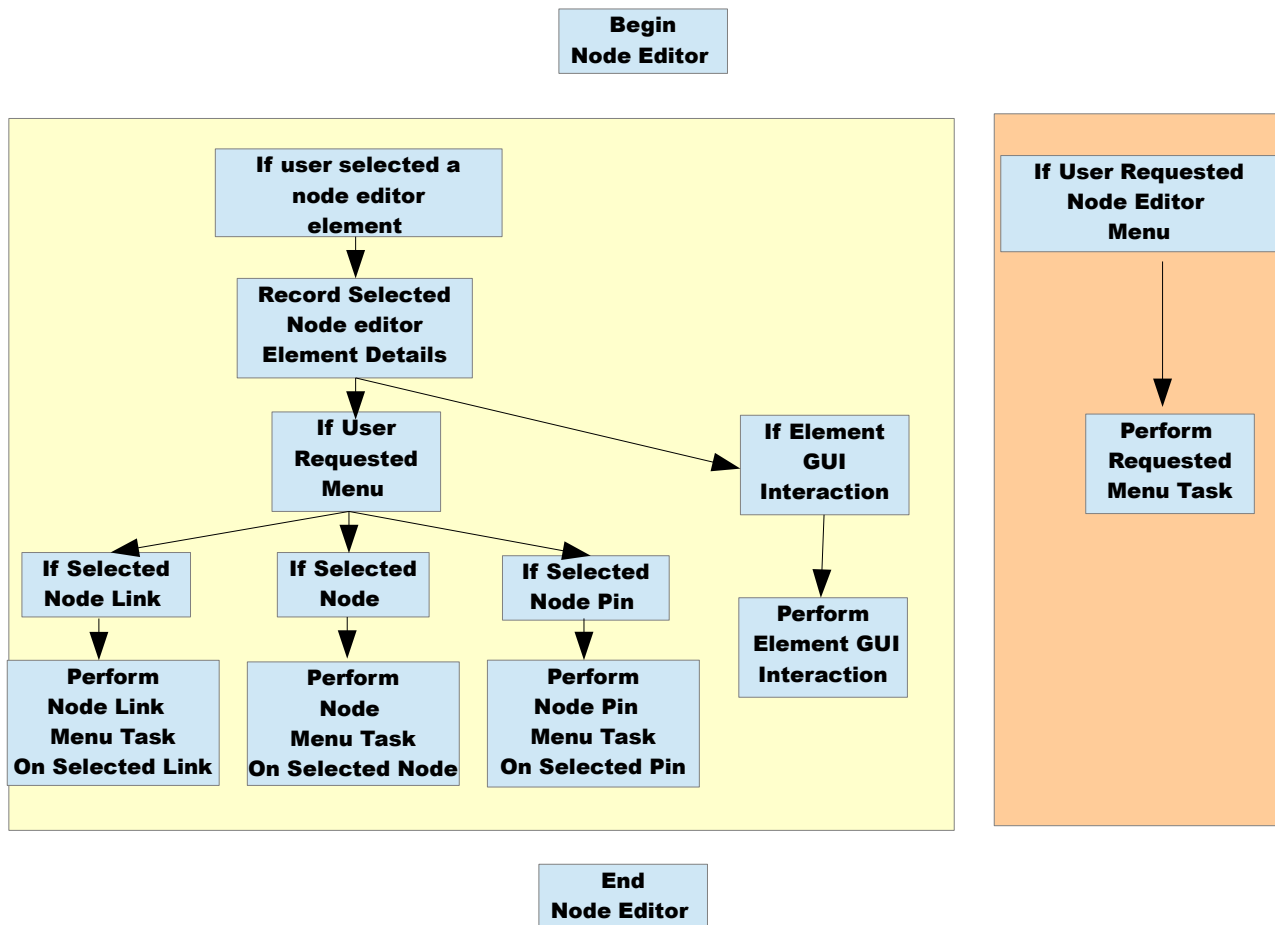 Begin
Node Editor
If user selected a
node editor
element
Record Selected
Node editor
Element Details
If User
Requested
Menu
If Element
GUI
Interaction
If Selected
Node Link
If Selected
Node
If Selected
Node Pin
Perform
Element GUI
Interaction
Perform
Node Link
Menu Task
On Selected Link
Perform
Node
Menu Task
On Selected Node
Perform
Node Pin
Menu Task
On Selected Pin
If User Requested
Node Editor
Menu
Perform
Requested
Menu Task
End
Node Editor